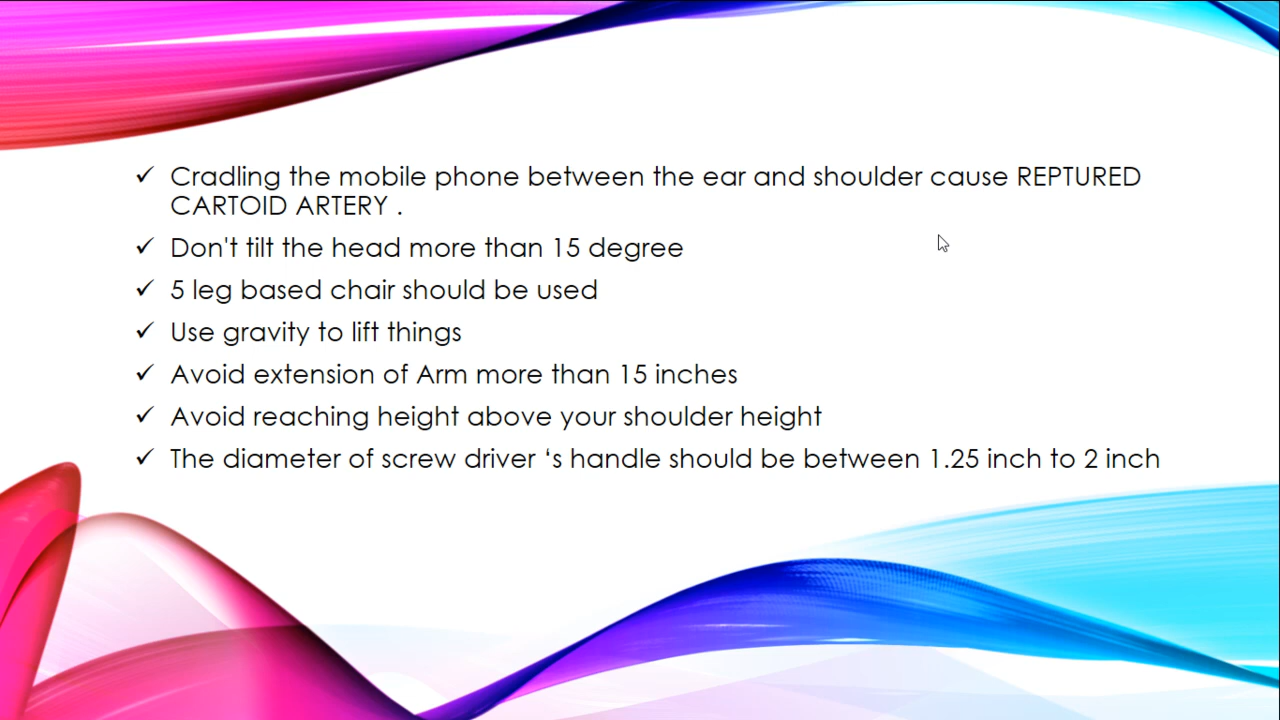 ✓ Cradling the mobile phone between the ear and shoulder cause REPTURED
CARTOID ARTERY .
✓ Don't tilt the head more than 15 degree
✓ 5 leg based chair should be used
✓ Use gravity to lift things
✓ Avoid extension of Arm more than 15 inches
✓ Avoid reaching height above your shoulder height
✓ The diameter of screw driver ‘s handle should be between 1.25 inch to 2 inch